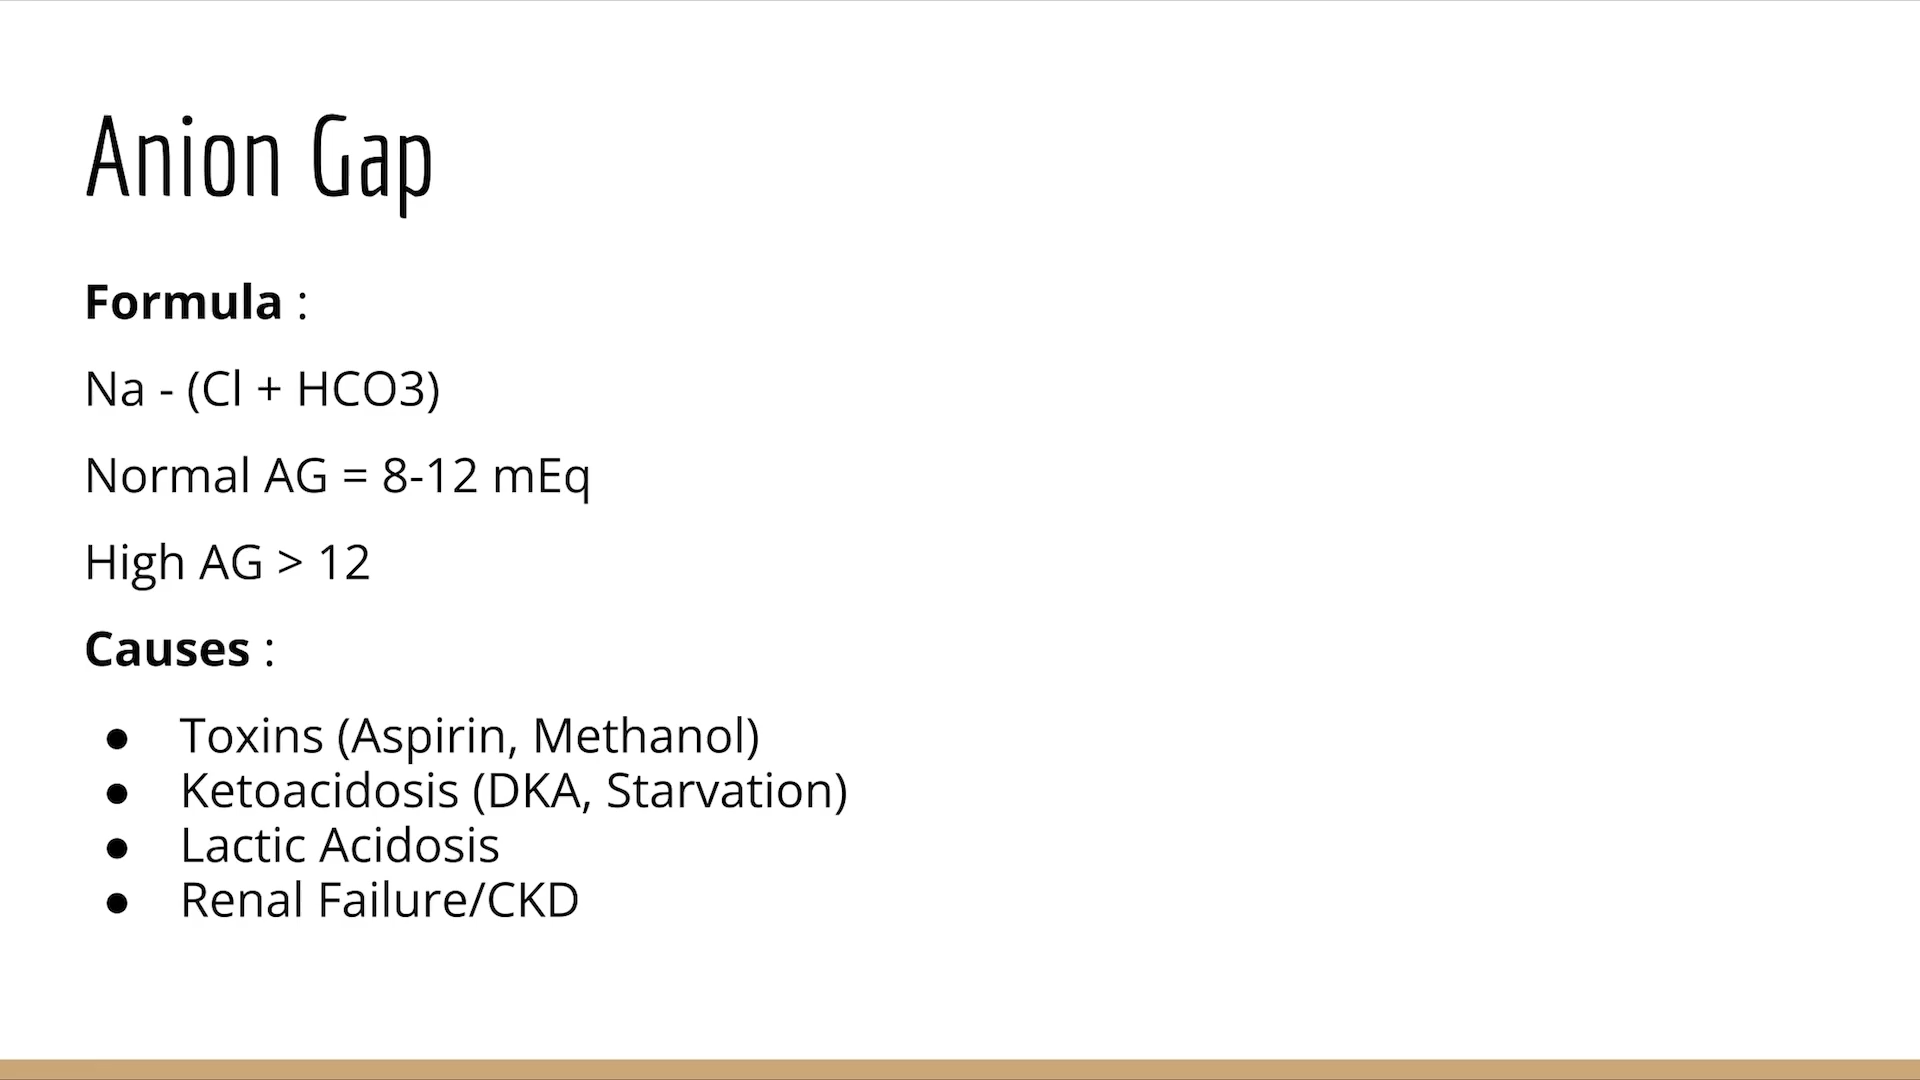 Anion Gap
Formula :
Na - (Cl + HCO3)
Normal AG = 8-12 mEq
High AG > 12
Causes :
● Toxins (Aspirin, Methanol)
● Ketoacidosis (DKA, Starvation)
● Lactic Acidosis
● Renal Failure/CKD